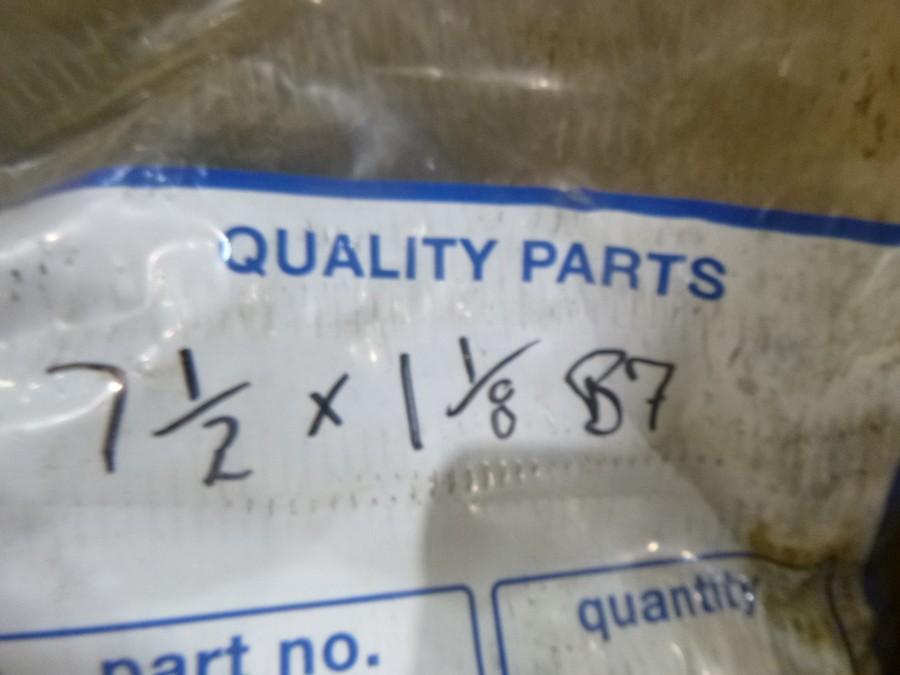 QUALITY PARTS
7 1/2 x 1 1/8 B7
quantity
part no.